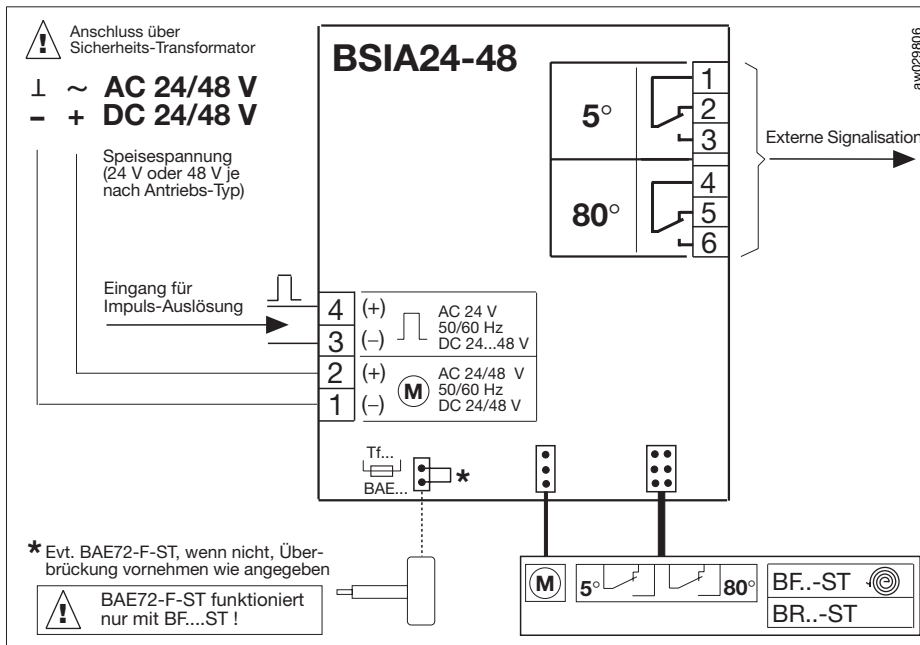 Anschluss über
Sicherheits-Transformator
⊥ ~ AC 24/48 V
– + DC 24/48 V
Speisespannung
(24 V oder 48 V je
nach Antriebs-Typ)
BSIA24-48
5°
1
2
3
80°
4
5
6
Externe Signalisation
aw029806
Eingang für
Impuls-Auslösung
4 (+)
3 (–)
AC 24 V
50/60 Hz
DC 24...48 V
2 (+)
1 (–)
M
AC 24/48 V
50/60 Hz
DC 24/48 V
Tf...
BAE...
*
* Evt. BAE72-F-ST, wenn nicht, Über-
brückung vornehmen wie angegeben
BAE72-F-ST funktioniert
nur mit BF....ST !
M
5° 80°
BF..-ST
BR..-ST